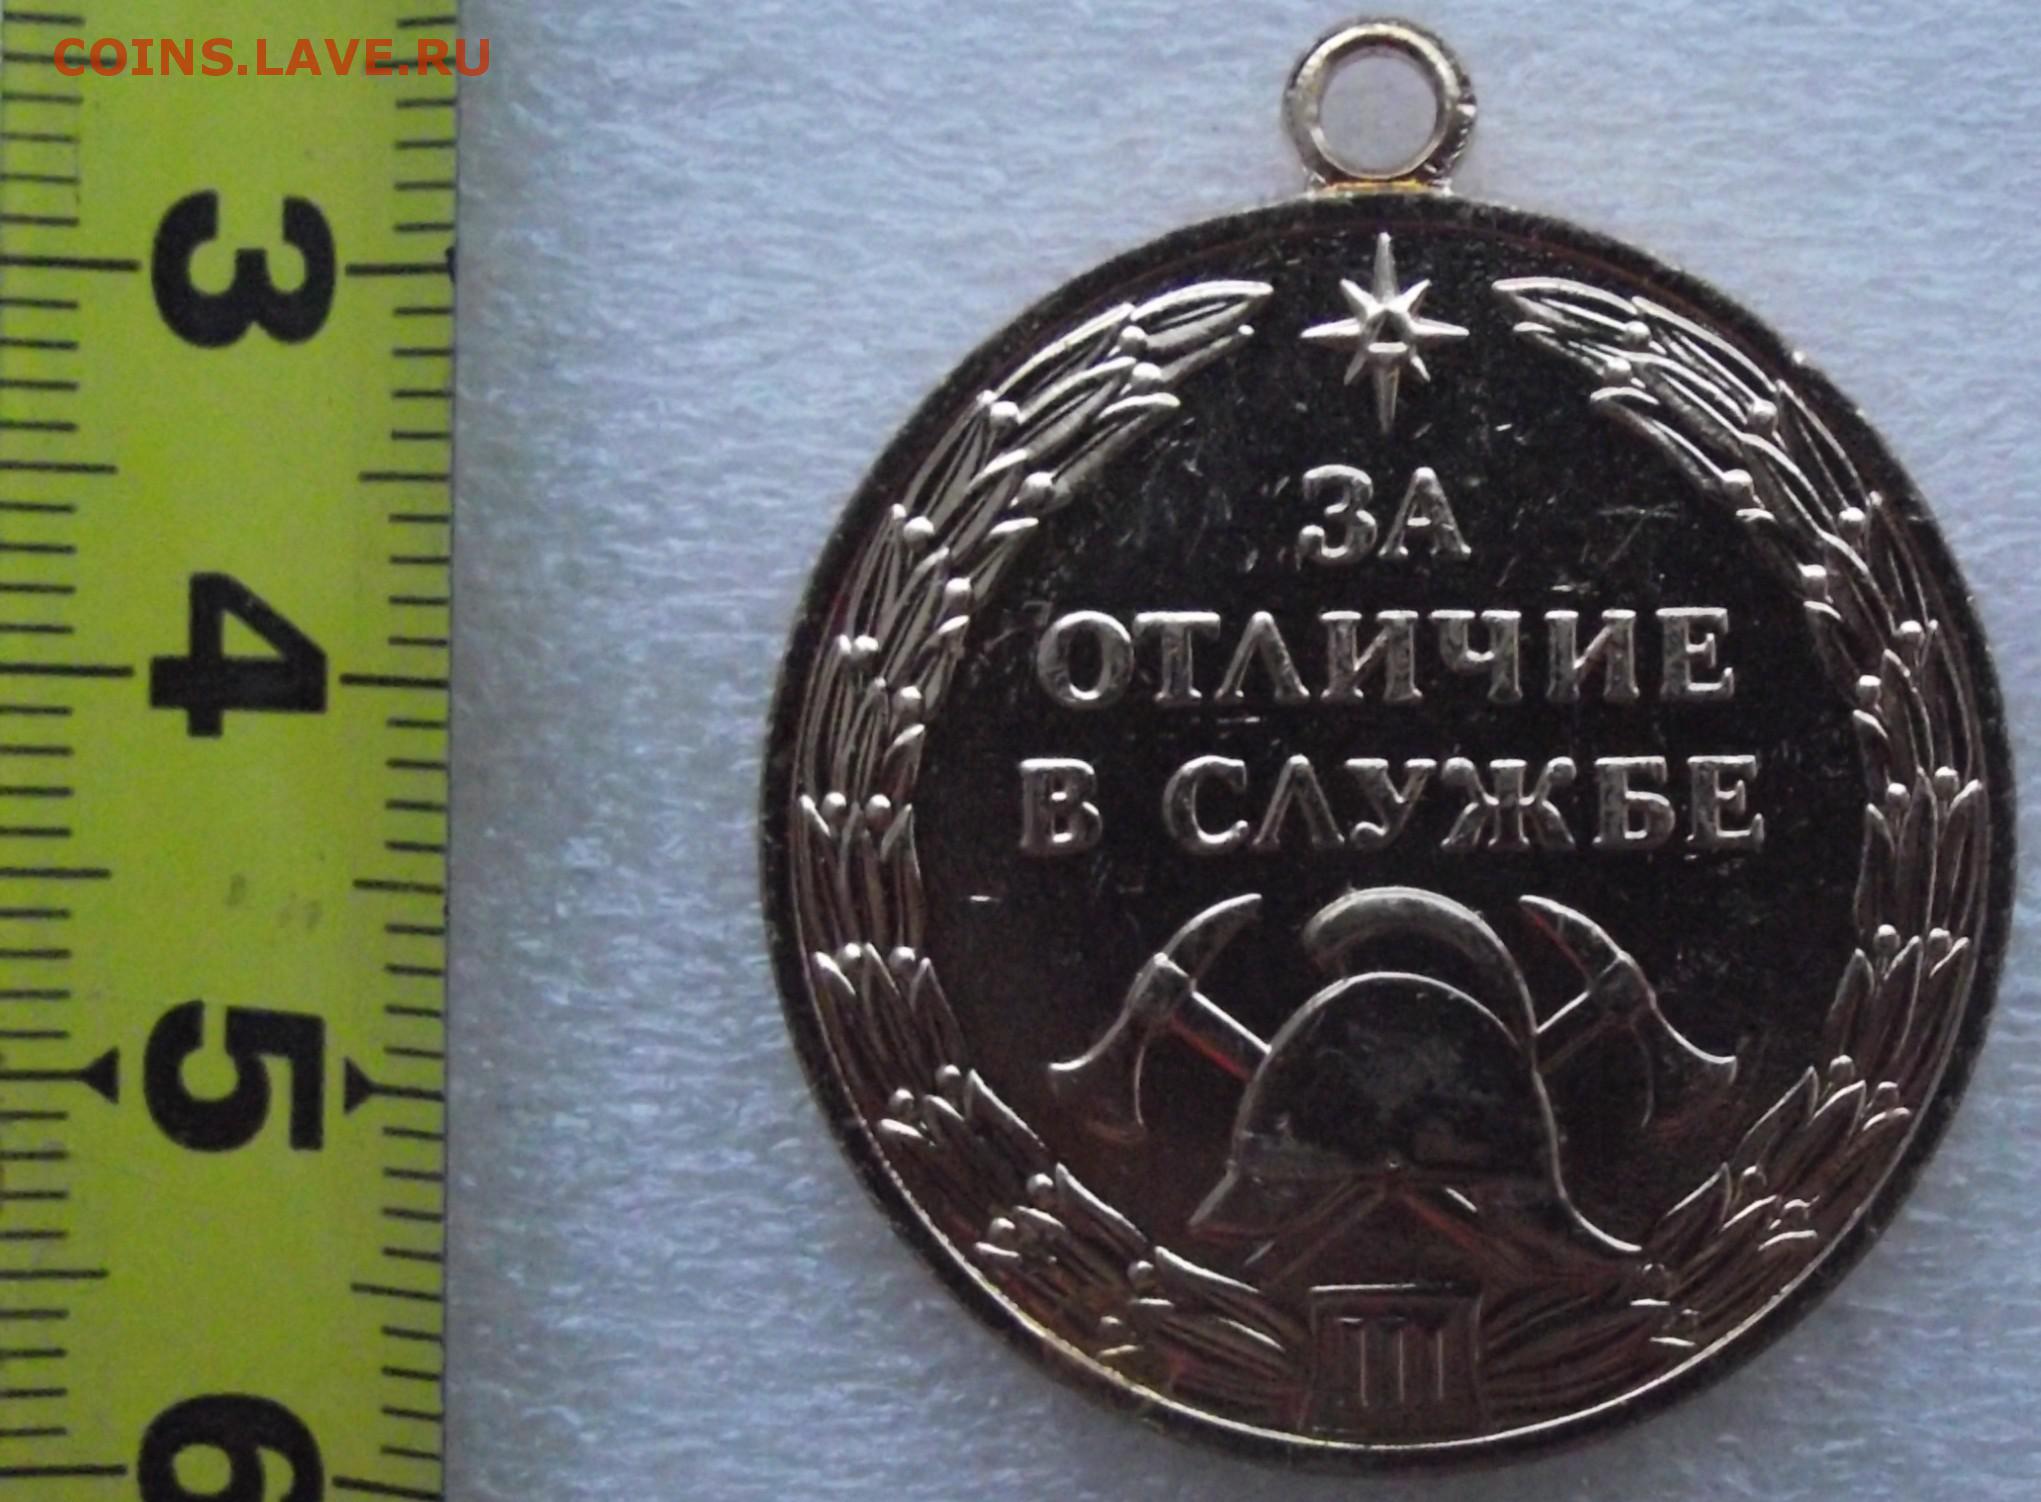 COINS.LAVE.RU
3
4
5
6
ЗА
ОТЛИЧИЕ
В СЛУЖБЕ
III